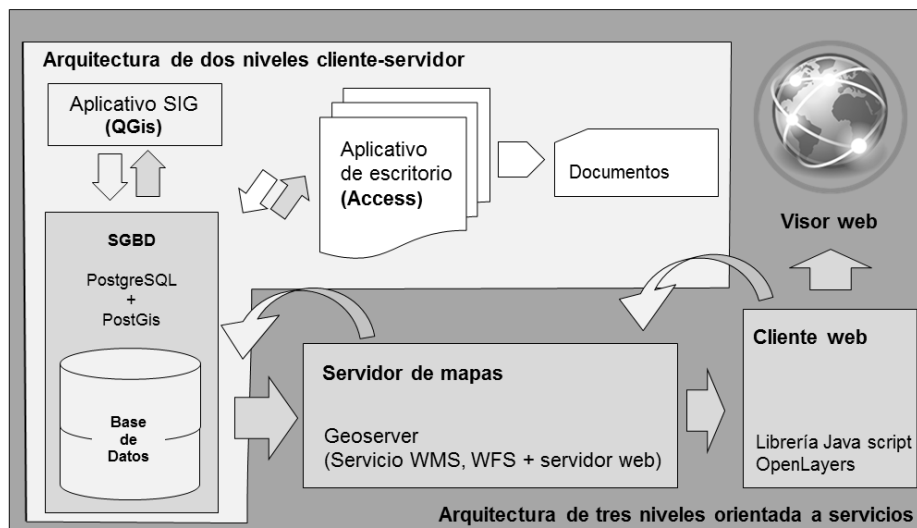 Arquitectura de dos niveles cliente-servidor
Aplicativo SIG
(QGis)
Aplicativo
de escritorio
(Access)
Documentos
Visor web
SGBD
PostgreSQL
+
PostGis
Base
de
Datos
Servidor de mapas
Geoserver
(Servicio WMS, WFS + servidor web)
Cliente web
Librería Java script
OpenLayers
Arquitectura de tres niveles orientada a servicios